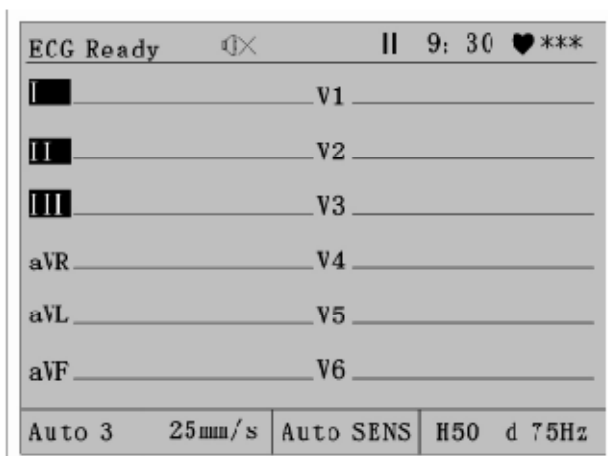 ECG Ready II 9: 30 ♥***
I V1
II V2
III V3
aVR V4
aVL V5
aVF V6
Auto 3 25mm/s Auto SENS H50 d 75Hz